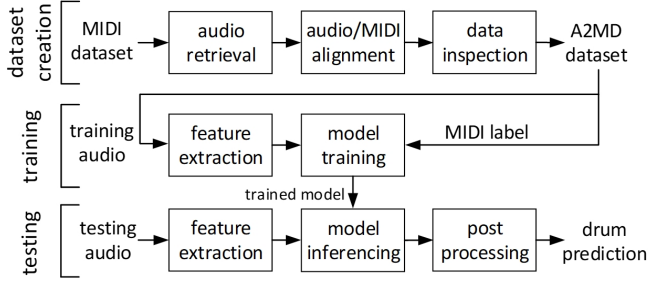 dataset
creation
MIDI
dataset
audio
retrieval
audio/MIDI
alignment
data
inspection
A2MD
dataset
training
training
audio
feature
extraction
model
training
MIDI label
trained model
testing
testing
audio
feature
extraction
model
inferencing
post
processing
drum
prediction